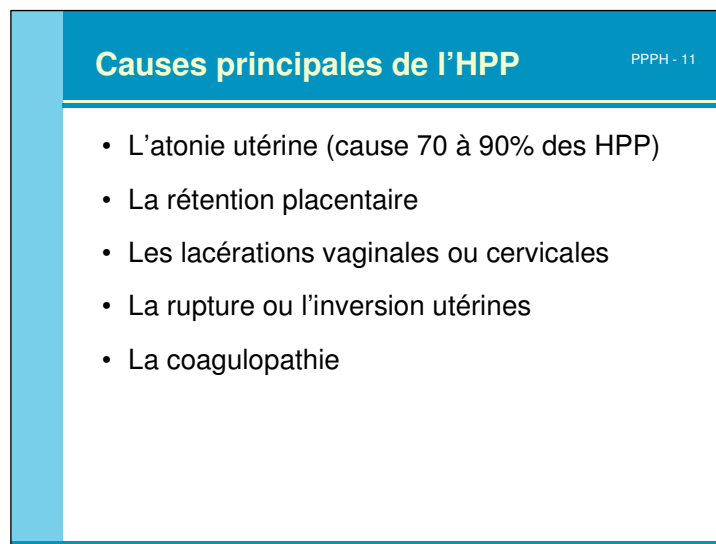 Causes principales de l’HPP
PPPH - 11
• L’atonie utérine (cause 70 à 90% des HPP)
• La rétention placentaire
• Les lacérations vaginales ou cervicales
• La rupture ou l’inversion utérines
• La coagulopathie